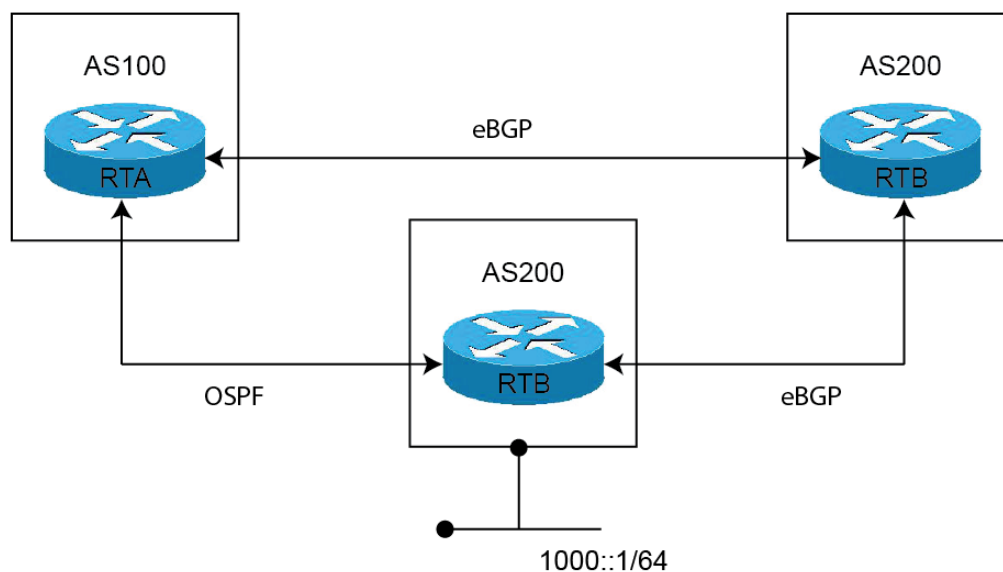 AS100
RTA
eBGP
AS200
RTB
AS200
RTB
OSPF
eBGP
1000::1/64